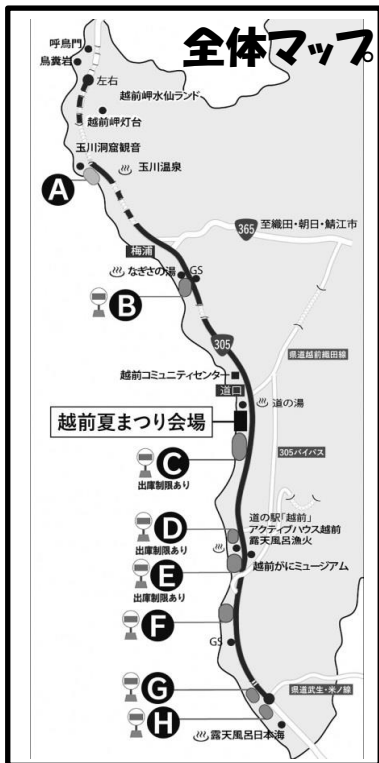 全体マップ
呼鳥門
鳥糞岩
左右
越前岬水仙ランド
越前岬灯台
玉川洞窟観音
玉川温泉
A
365
至織田・朝日・鯖江市
梅浦
なぎさの湯
GS
B
305
県道越前織田線
越前コミュニティセンター
道口
道の湯
越前夏まつり会場
C
出庫制限あり
305バイパス
D
出庫制限あり
道の駅「越前」
アクティブハウス越前
露天風呂漁火
E
出庫制限あり
越前がにミュージアム
F
GS
G
県道武生・米ノ線
H
露天風呂日本海